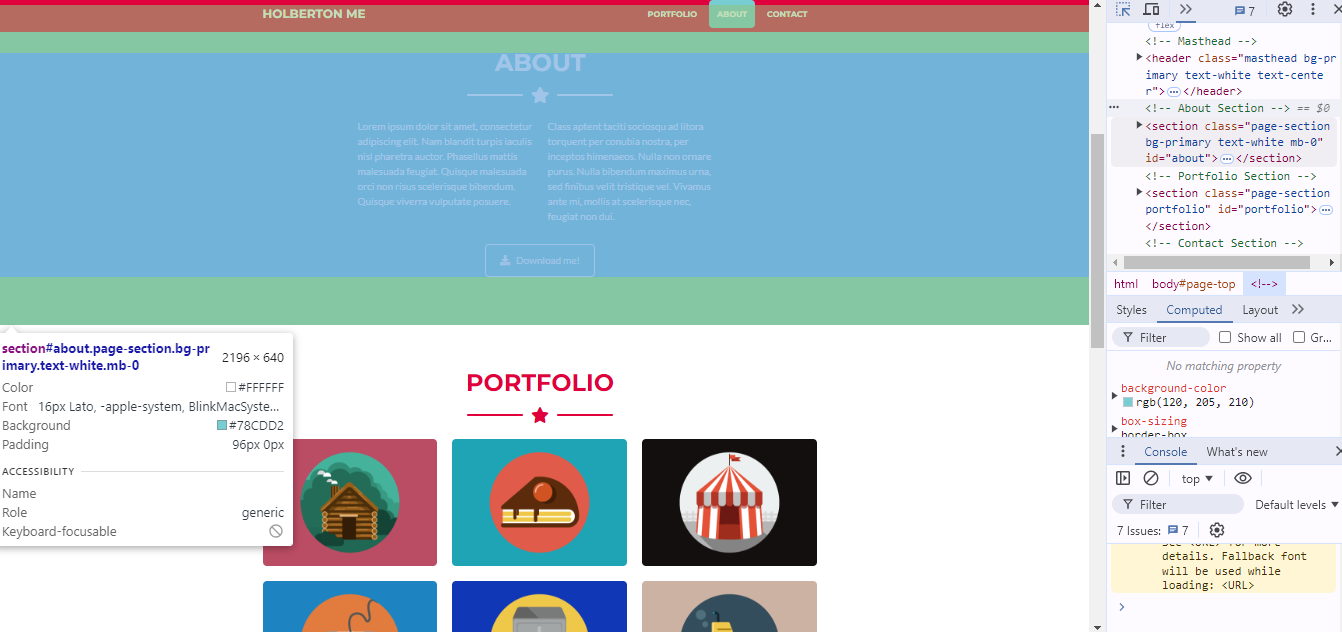 HOLBERTON ME
PORTFOLIO ABOUT CONTACT
ABOUT
Lorem ipsum dolor sit amet, consectetur
adipiscing elit. Nam blandit turpis iaculis
nisl pharetra auctor. Phasellus mattis
malesuada feugiat. Quisque malesuada
orci non risus scelerisque bibendum.
Quisque viverra vulputate posuere.
Class aptent taciti sociosqu ad litora
torquent per conubia nostra, per
inceptos himenaeos. Nulla non ornare
purus. Nulla bibendum maximus urna,
sed finibus velit tristique vel. Vivamus
ante mi, mollis at scelerisque nec,
feugiat non dui.
Download me!
section#about.page-section.bg-pr
imary.text-white.mb-0
2196 × 640
Color #FFFFFF
Font 16px Lato, -apple-system, BlinkMacSyste...
Background #78CDD2
Padding 96px 0px
ACCESSIBILITY
Name
Role generic
Keyboard-focusable
PORTFOLIO
7
flex
<!-- Masthead -->
<header class="masthead bg-pr
imary text-white text-cente
r">⋯</header>
<!-- About Section --> == $0
<section class="page-section
bg-primary text-white mb-0"
id="about">⋯</section>
<!-- Portfolio Section -->
<section class="page-section
portfolio" id="portfolio">⋯
</section>
<!-- Contact Section -->
html body#page-top <!-->
Styles Computed Layout
Filter Show all Gr...
No matching property
background-color
rgb(120, 205, 210)
box-sizing
border-box
Console What's new
top
Filter Default levels
7 Issues: 7
See <URL> for more
details. Fallback font
will be used while
loading: <URL>